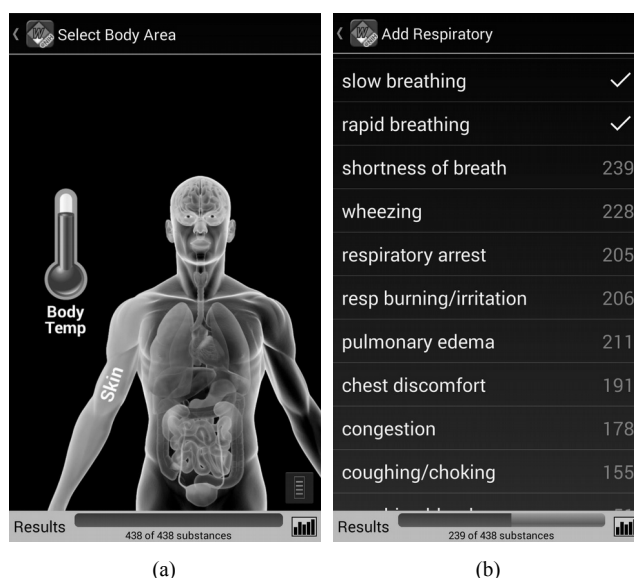 Select Body Area
Body
Temp
Skin
Results
438 of 438 substances
(a)
Add Respiratory
slow breathing
rapid breathing
shortness of breath 239
wheezing 228
respiratory arrest 205
resp burning/irritation 206
pulmonary edema 211
chest discomfort 191
congestion 178
coughing/choking 155
Results
239 of 438 substances
(b)